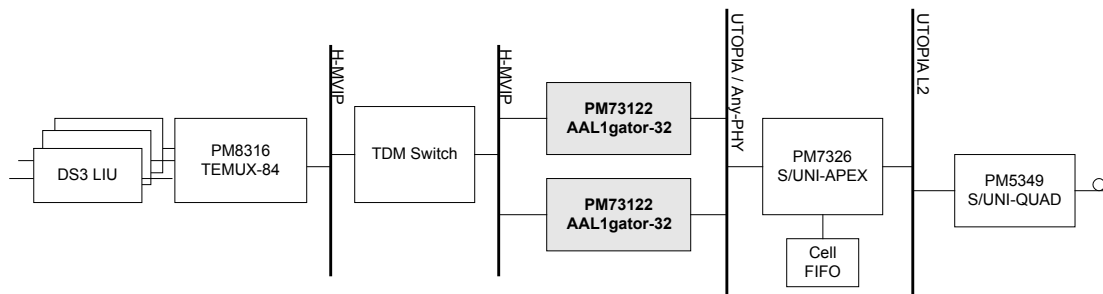 DS3 LIU
PM8316
TEMUX-84
H-MVIP
TDM Switch
H-MVIP
PM73122
AAL1gator-32
PM73122
AAL1gator-32
UTOPIA / Any-PHY
PM7326
S/UNI-APEX
Cell
FIFO
UTOPIA L2
PM5349
S/UNI-QUAD